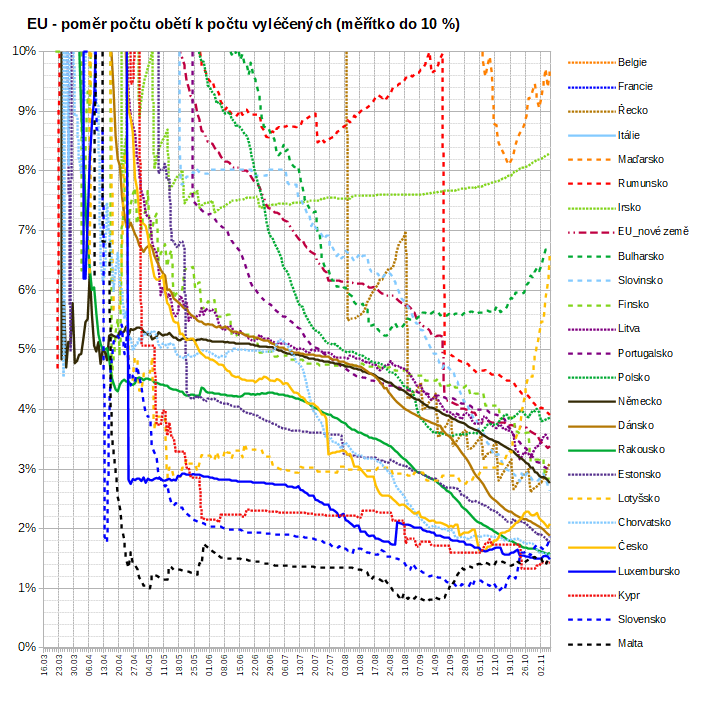 EU - poměr počtu obětí k počtu vyléčených (měřítko do 10 %)
10%
9%
8%
7%
6%
5%
4%
3%
2%
1%
0%
16.03
23.03
30.03
06.04
13.04
20.04
27.04
04.05
11.05
18.05
25.05
01.06
08.06
15.06
22.06
29.06
06.07
13.07
20.07
27.07
03.08
10.08
17.08
24.08
31.08
07.09
14.09
21.09
28.09
05.10
12.10
19.10
26.10
02.11
Belgie
Francie
Řecko
Itálie
Maďarsko
Rumunsko
Irsko
EU_nové země
Bulharsko
Slovinsko
Finsko
Litva
Portugalsko
Polsko
Německo
Dánsko
Rakousko
Estonsko
Lotyšsko
Chorvatsko
Česko
Luxembursko
Kypr
Slovensko
Malta